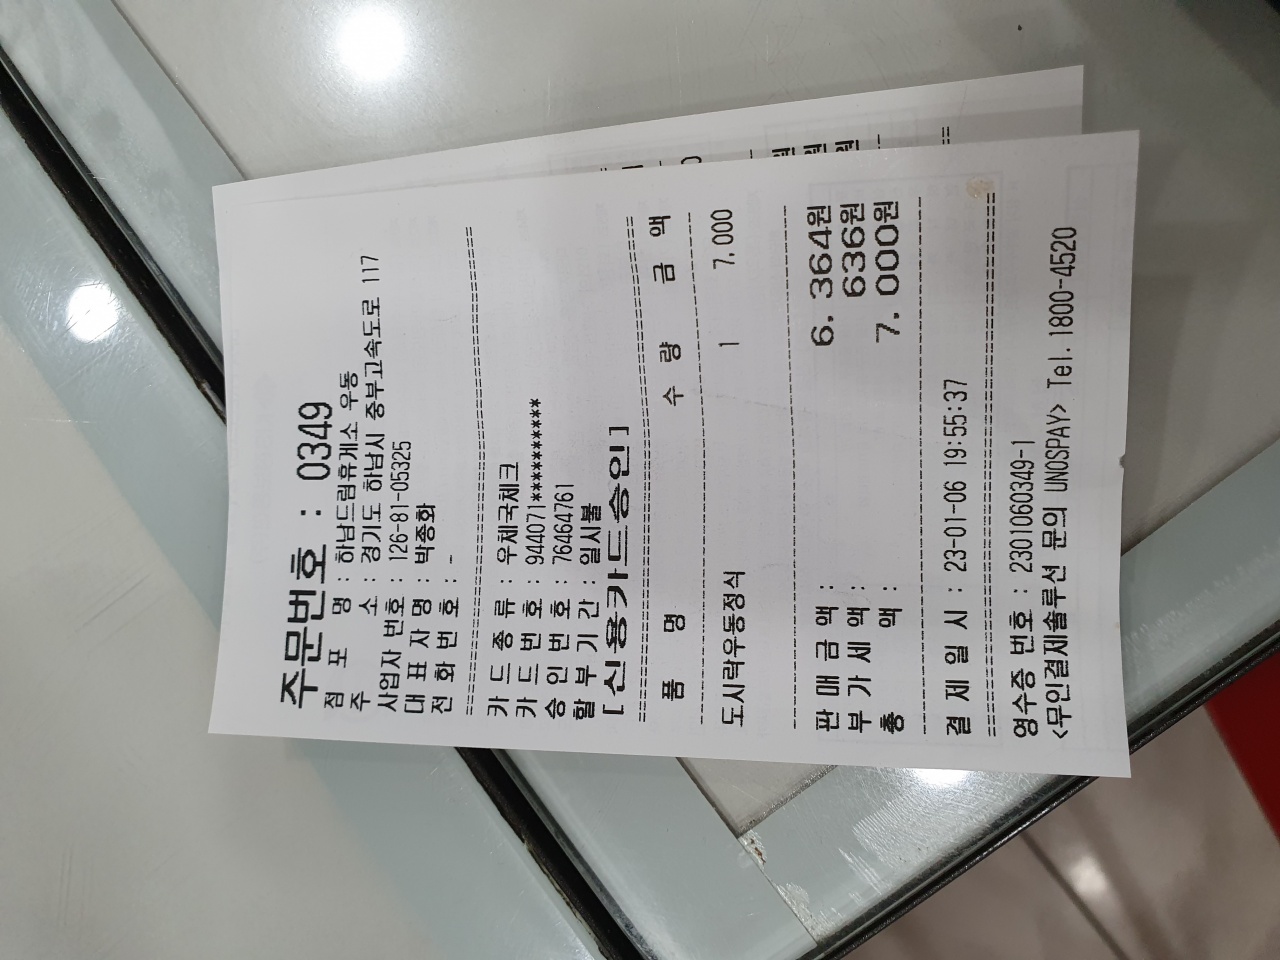 주문번호 : 0349
점 포 명 : 하남드림휴게소 우동
주 소 : 경기도 하남시 중부고속도로 117
사업자 번호 : 126-81-05325
대 표 자 명 : 박종화
전 화 번 호 : -
==============================
카 드 종 류 : 우체국체크
카 드 번 호 : 944071**********
승 인 번 호 : 76464761
할 부 기 간 : 일시불
[신용카드승인]
==============================
품 명 수 량 금 액
------------------------------
도시락우동정식 1 7,000
------------------------------
판 매 금 액 : 6,364원
부 가 세 액 : 636원
총 액 : 7,000원
------------------------------
결 제 일 시 : 23-01-06 19:55:37
==============================
영수증 번호 : 2301060349-1
<무인결제솔루션 문의 UNOSPAY> Tel. 1800-4520